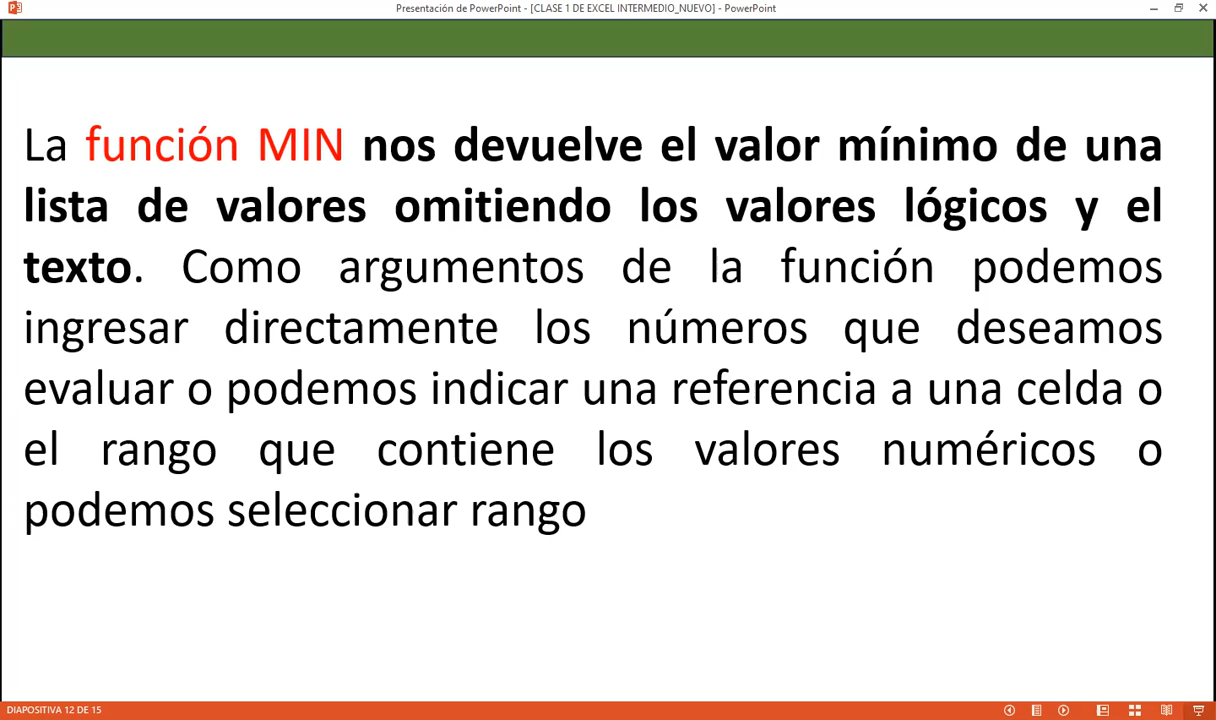 Presentación de PowerPoint - [CLASE 1 DE EXCEL INTERMEDIO_NUEVO] - PowerPoint
La función MIN nos devuelve el valor mínimo de una
lista de valores omitiendo los valores lógicos y el
texto. Como argumentos de la función podemos
ingresar directamente los números que deseamos
evaluar o podemos indicar una referencia a una celda o
el rango que contiene los valores numéricos o
podemos seleccionar rango
DIAPOSITIVA 12 DE 15